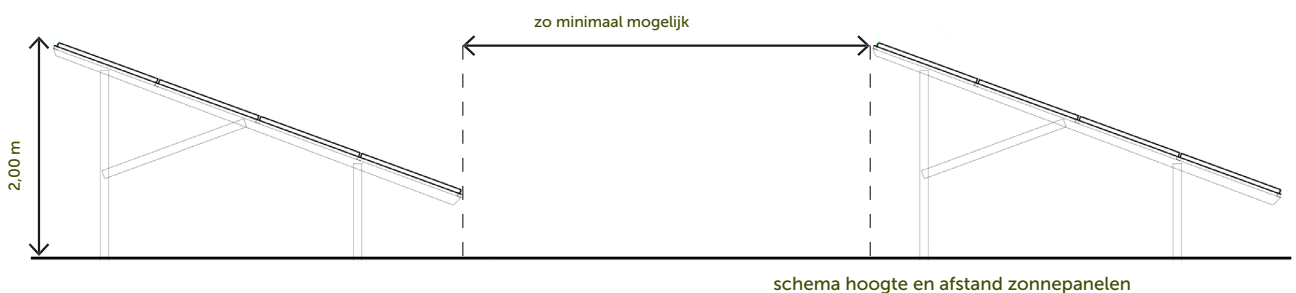 zo minimaal mogelijk
2,00 m
schema hoogte en afstand zonnepanelen